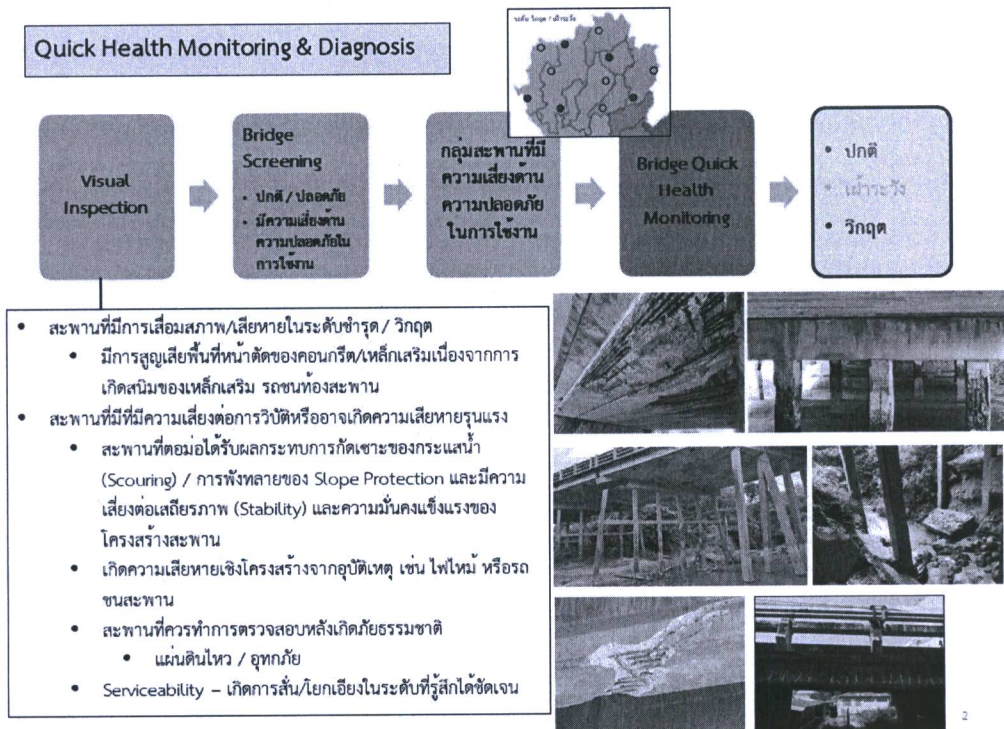 Quick Health Monitoring & Diagnosis
ระดับ วิกฤต / เฝ้าระวัง
Visual
Inspection
Bridge
Screening
• ปกติ / ปลอดภัย
• มีความเสี่ยงด้าน
ความปลอดภัยใน
การใช้งาน
กลุ่มสะพานที่มี
ความเสี่ยงด้าน
ความปลอดภัย
ในการใช้งาน
Bridge Quick
Health
Monitoring
• ปกติ
• เฝ้าระวัง
• วิกฤต
• สะพานที่มีการเสื่อมสภาพ/เสียหายในระดับชำรุด / วิกฤต
• มีการสูญเสียพื้นที่หน้าตัดของคอนกรีต/เหล็กเสริมเนื่องจากการ
เกิดสนิมของเหล็กเสริม รถชนท้องสะพาน
• สะพานที่มีที่มีความเสี่ยงต่อการวิบัติหรืออาจเกิดความเสียหายรุนแรง
• สะพานที่ตอม่อได้รับผลกระทบการกัดเซาะของกระแสน้ำ
(Scouring) / การพังทลายของ Slope Protection และมีความ
เสี่ยงต่อเสถียรภาพ (Stability) และความมั่นคงแข็งแรงของ
โครงสร้างสะพาน
• เกิดความเสียหายเชิงโครงสร้างจากอุบัติเหตุ เช่น ไฟไหม้ หรือรถ
ชนสะพาน
• สะพานที่ควรทำการตรวจสอบหลังเกิดภัยธรรมชาติ
• แผ่นดินไหว / อุทกภัย
• Serviceability – เกิดการสั่น/โยกเอียงในระดับที่รู้สึกได้ชัดเจน
2